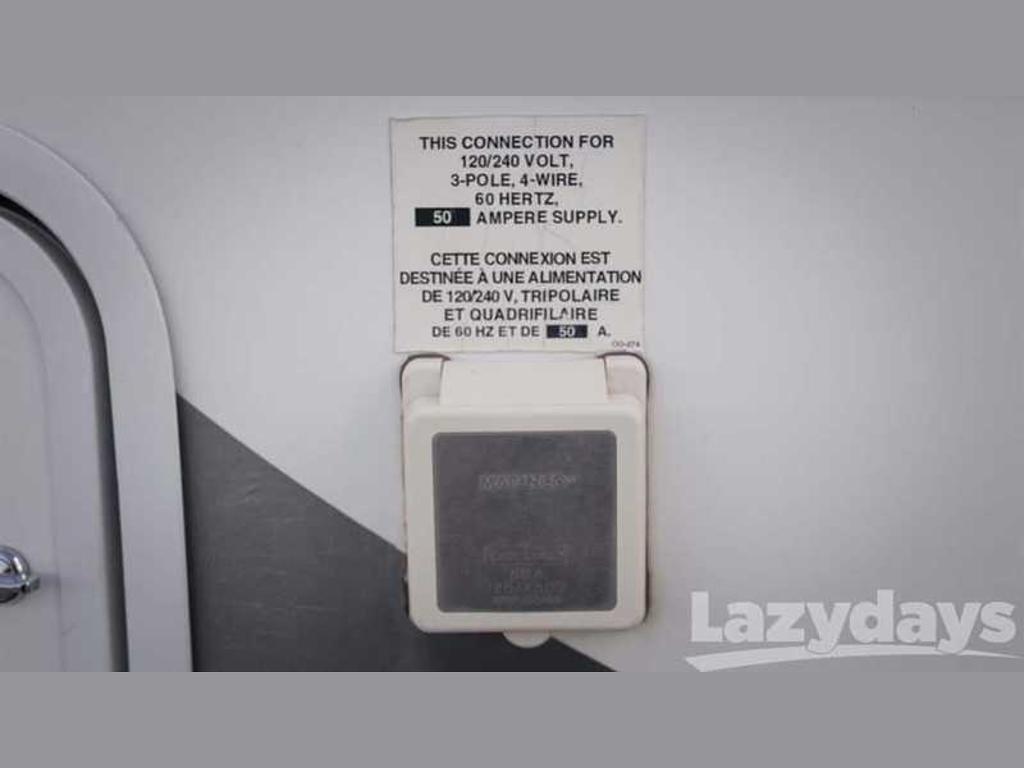 THIS CONNECTION FOR
120/240 VOLT,
3-POLE, 4-WIRE,
60 HERTZ,
50 AMPERE SUPPLY.
CETTE CONNEXION EST
DESTINÉE À UNE ALIMENTATION
DE 120/240 V, TRIPOLAIRE
ET QUADRIFILAIRE
DE 60 HZ ET DE 50 A.
MARINCO
Lazydays